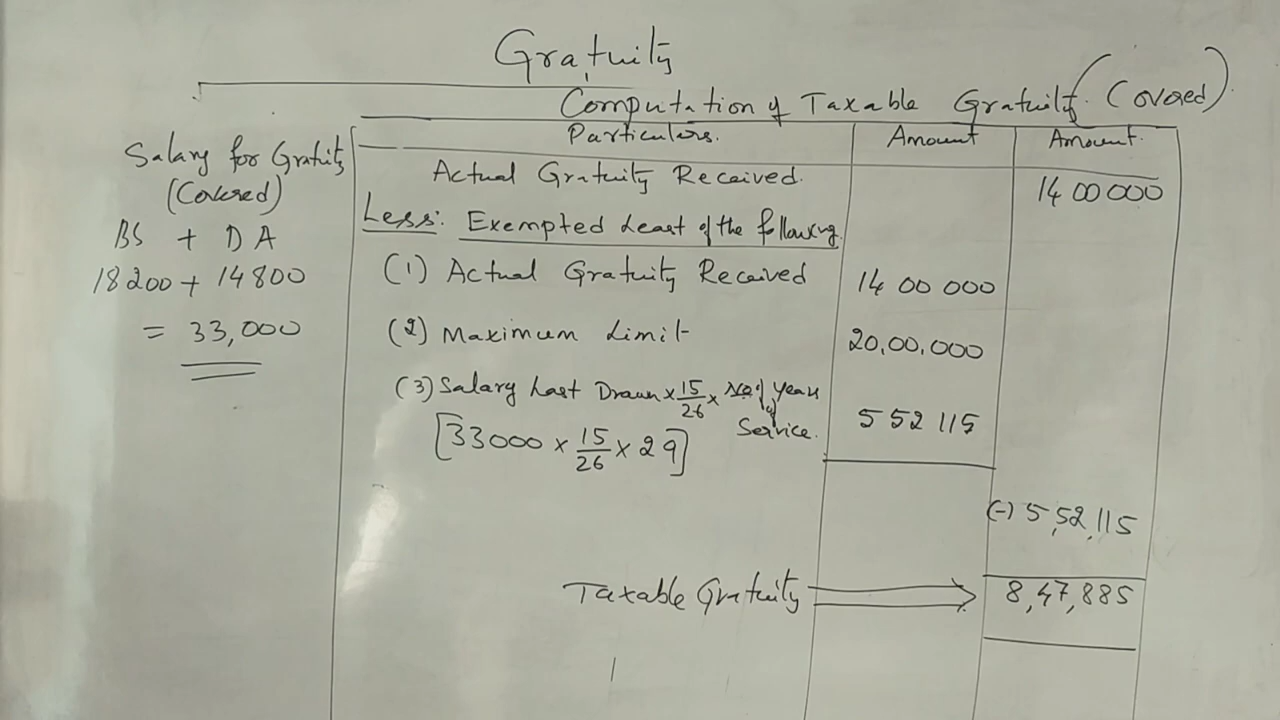 Gratuity
Computation of Taxable Gratuity (Covered)
Salary for Gratuity
(Covered)
BS + DA
18200 + 14800
= 33,000
Particulars. Amount Amount.
Actual Gratuity Received. 14 00 000
Less: Exempted Least of the following.
(1) Actual Gratuity Received 14 00 000
(2) Maximum Limit 20,00,000
(3) Salary Last Drawn × 15/26 × No of years of Service. 5 52 115
[33000 × 15/26 × 29]
(-) 5,52,115
Taxable Gratuity 8,47,885